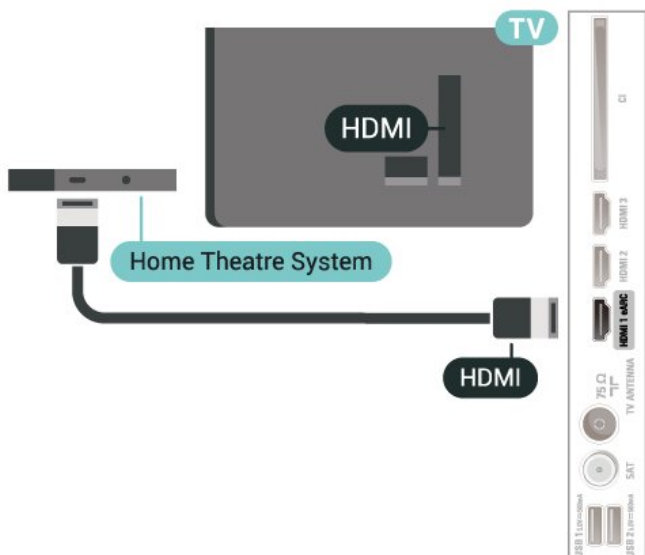 TV
HDMI
Home Theatre System
HDMI
CI
HDMI 3
HDMI 2
HDMI 1 eARC
75 Ω
TV ANTENNA
SAT
USB 1
USB 2